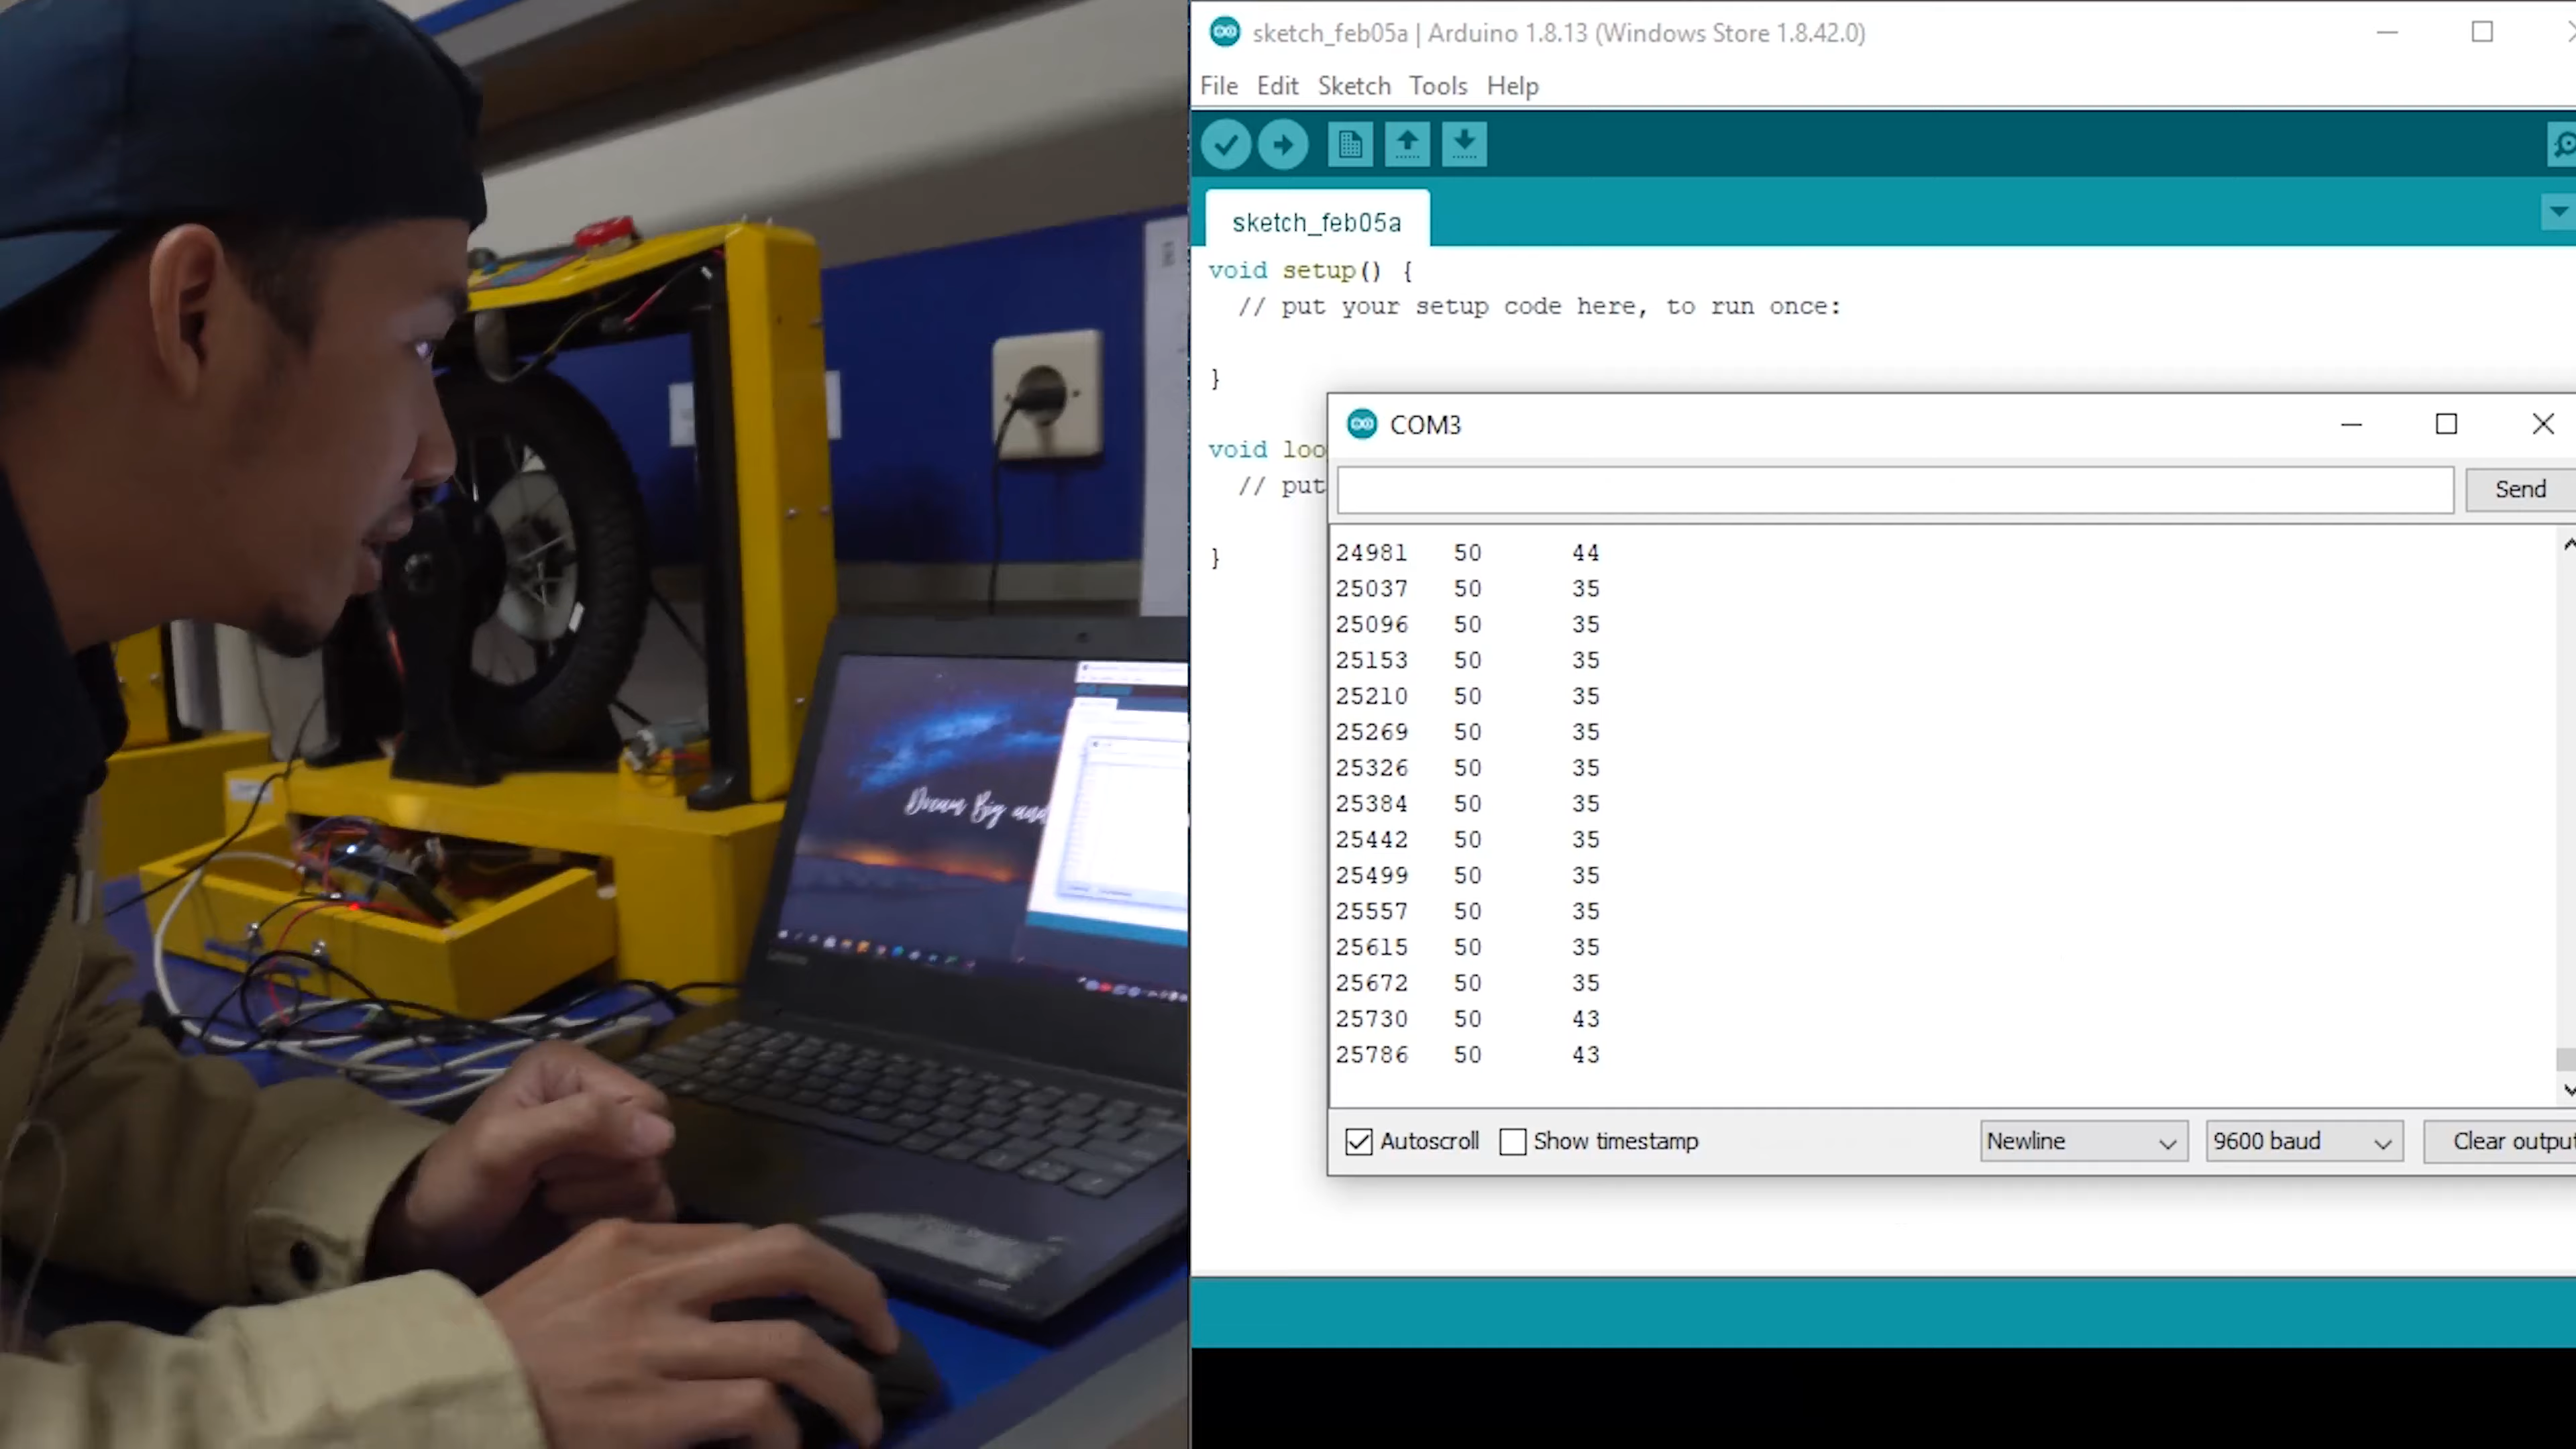 Dream Big and
sketch_feb05a | Arduino 1.8.13 (Windows Store 1.8.42.0)
File Edit Sketch Tools Help
sketch_feb05a
void setup() {
// put your setup code here, to run once:
}
void loo
// put
}
COM3
Send
24981 50 44
25037 50 35
25096 50 35
25153 50 35
25210 50 35
25269 50 35
25326 50 35
25384 50 35
25442 50 35
25499 50 35
25557 50 35
25615 50 35
25672 50 35
25730 50 43
25786 50 43
Autoscroll Show timestamp Newline 9600 baud Clear output